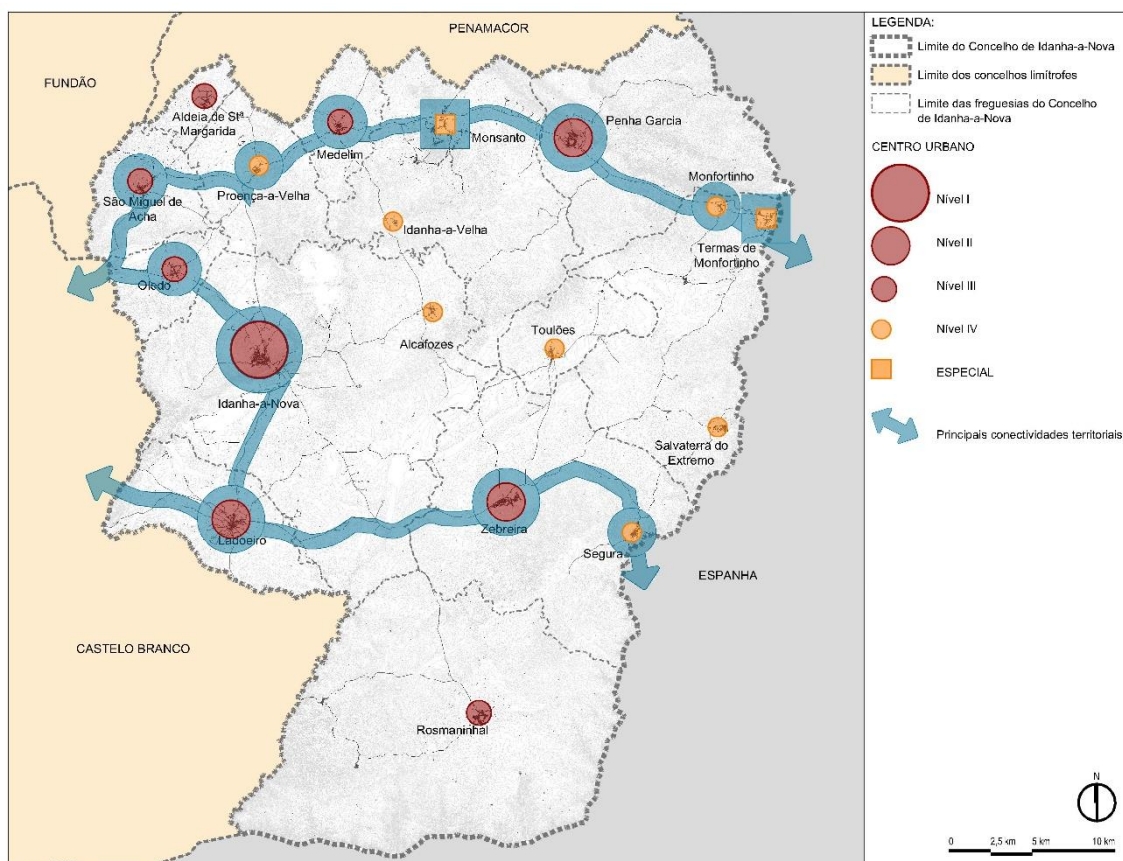 PENAMACOR
FUNDÃO
Aldeia de Stª
Margarida
Medelim
Monsanto
Penha Garcia
Proença-a-Velha
São Miguel de
Acha
Monfortinho
Idanha-a-Velha
Termas de
Monfortinho
Oledo
Alcafozes
Toulões
Idanha-a-Nova
Salvaterra do
Extremo
Ladoeiro
Zebreira
Segura
ESPANHA
CASTELO BRANCO
Rosmaninhal
LEGENDA:
Limite do Concelho de Idanha-a-Nova
Limite dos concelhos limítrofes
Limite das freguesias do Concelho
de Idanha-a-Nova
CENTRO URBANO
Nível I
Nível II
Nível III
Nível IV
ESPECIAL
Principais conectividades territoriais
N
0 2,5 km 5 km 10 km